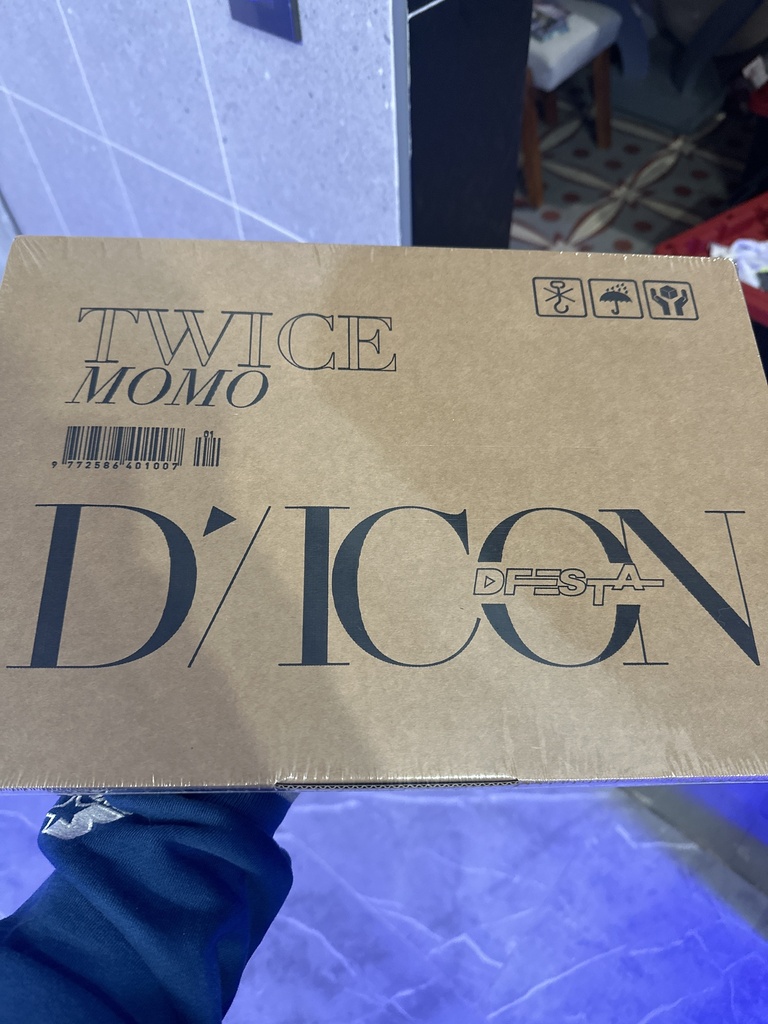 TWICE
MOMO
01
9 772586 401007
D'/ICON
DFESTA